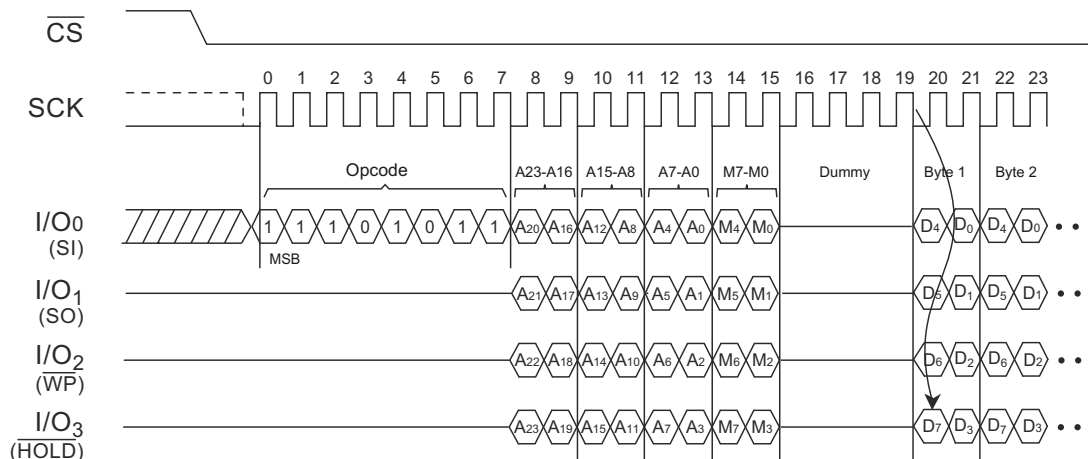 CS
0 1 2 3 4 5 6 7 8 9 10 11 12 13 14 15 16 17 18 19 20 21 22 23
SCK
Opcode A23-A16 A15-A8 A7-A0 M7-M0 Dummy Byte 1 Byte 2
I/O0 1 1 1 0 1 0 1 1 A20 A16 A12 A8 A4 A0 M4 M0 D4 D0 D4 D0 • •
(SI)
MSB
I/O1 A21 A17 A13 A9 A5 A1 M5 M1 D5 D1 D5 D1 • •
(SO)
I/O2 A22 A18 A14 A10 A6 A2 M6 M2 D6 D2 D6 D2 • •
(WP)
I/O3 A23 A19 A15 A11 A7 A3 M7 M3 D7 D3 D7 D3 • •
(HOLD)